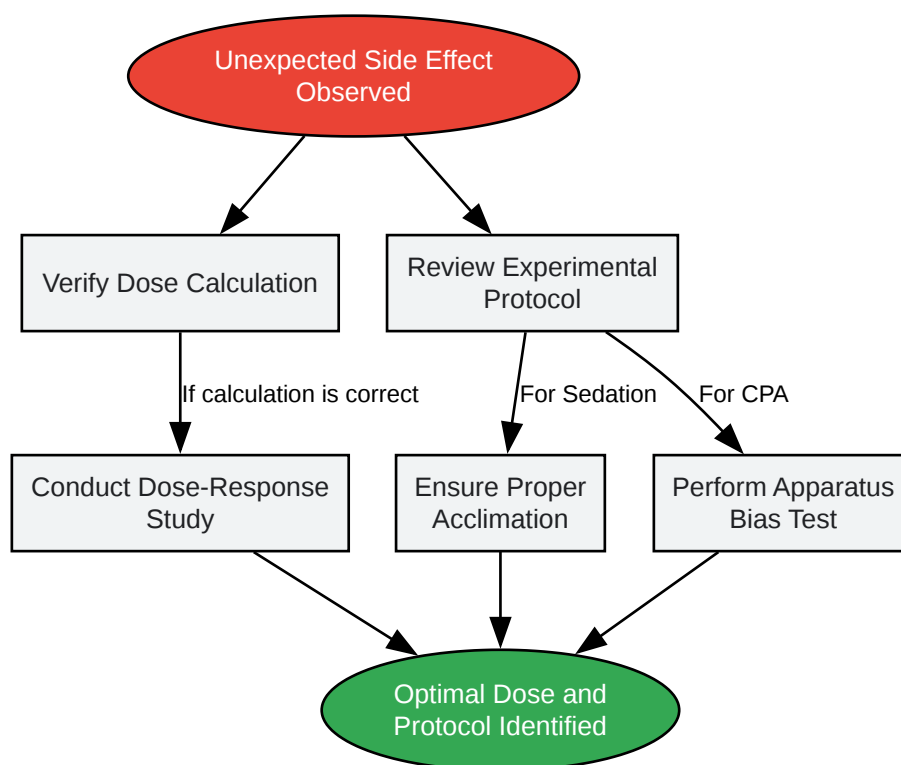 Unexpected Side Effect
Observed
Verify Dose Calculation
Review Experimental
Protocol
If calculation is correct
For Sedation
For CPA
Conduct Dose-Response
Study
Ensure Proper
Acclimation
Perform Apparatus
Bias Test
Optimal Dose and
Protocol Identified